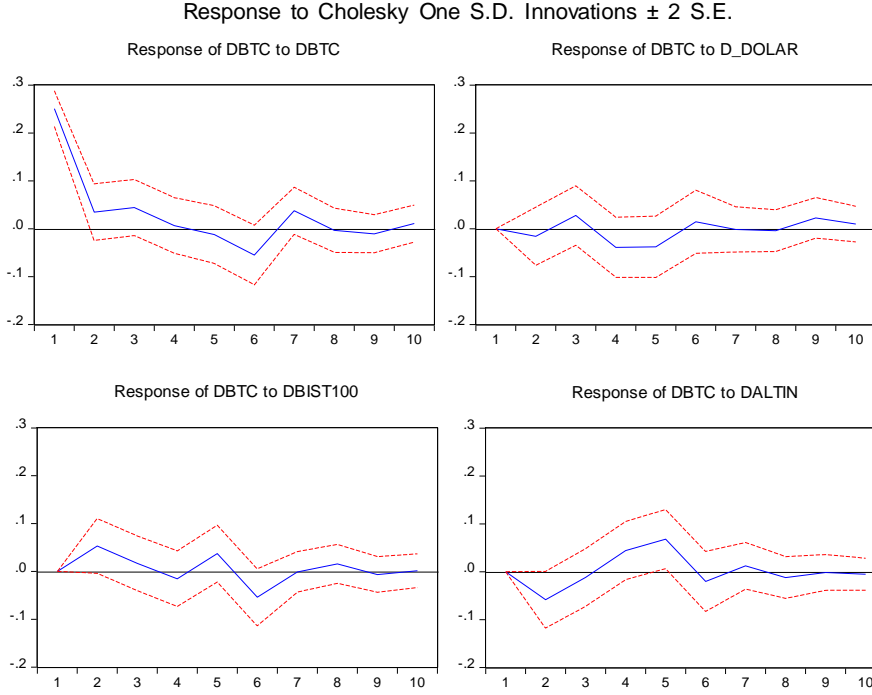 Response to Cholesky One S.D. Innovations ± 2 S.E.
Response of DBTC to DBTC
.3
.2
.1
.0
-.1
-.2
1 2 3 4 5 6 7 8 9 10
Response of DBTC to D_DOLAR
.3
.2
.1
.0
-.1
-.2
1 2 3 4 5 6 7 8 9 10
Response of DBTC to DBIST100
.3
.2
.1
.0
-.1
-.2
1 2 3 4 5 6 7 8 9 10
Response of DBTC to DALTIN
.3
.2
.1
.0
-.1
-.2
1 2 3 4 5 6 7 8 9 10